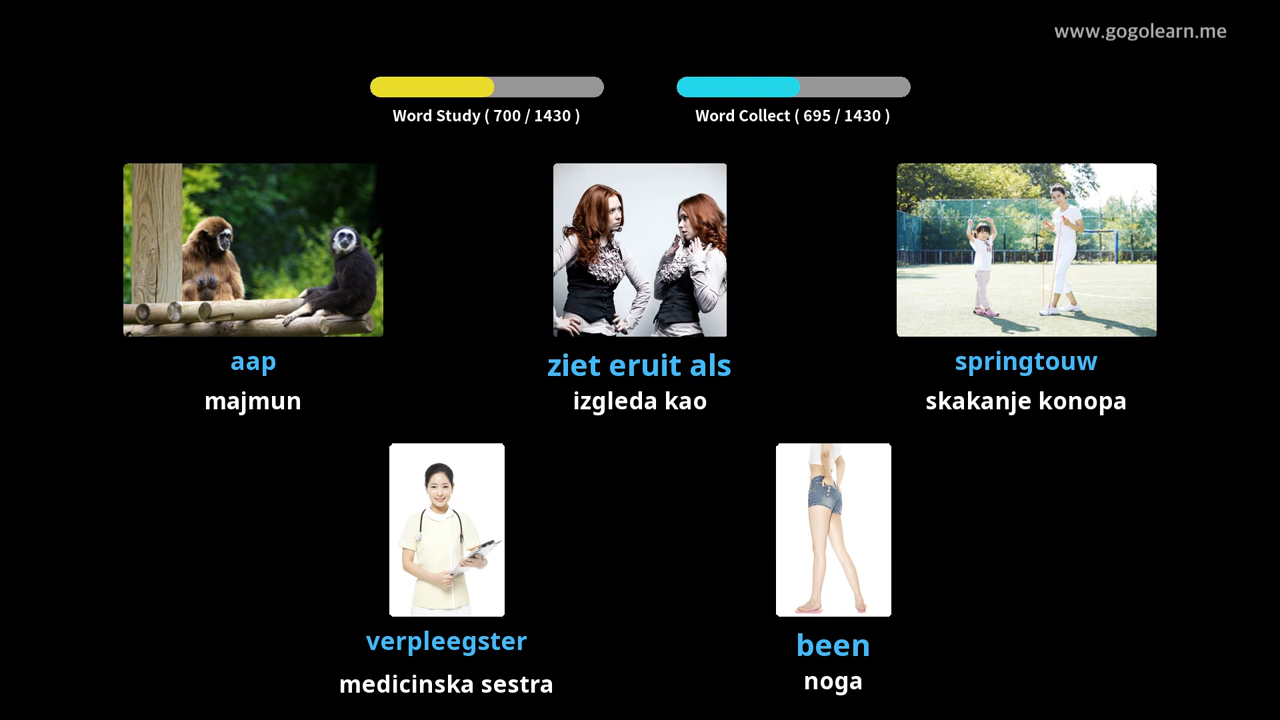 www.gogolearn.me
Word Study ( 700 / 1430 )
Word Collect ( 695 / 1430 )
aap
majmun
ziet eruit als
izgleda kao
springtouw
skakanje konopa
verpleegster
medicinska sestra
been
noga